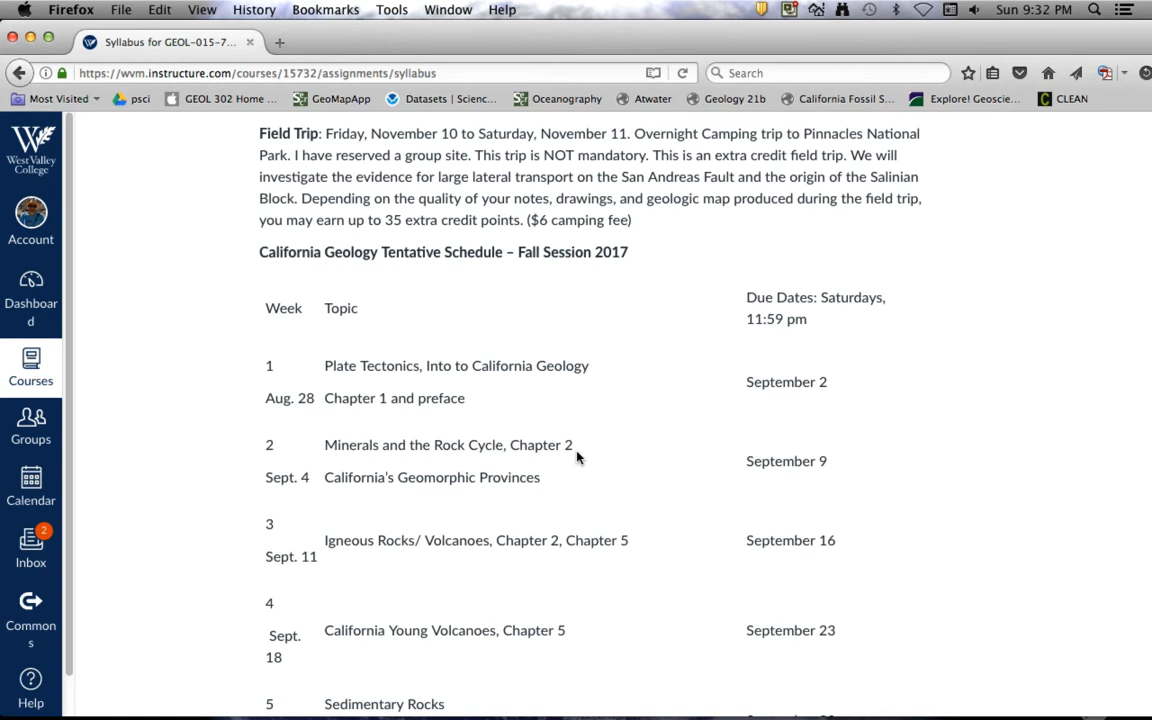 Firefox File Edit View History Bookmarks Tools Window Help Sun 9:32 PM
Syllabus for GEOL-015-7...
https://wvm.instructure.com/courses/15732/assignments/syllabus Search
Most Visited psci GEOL 302 Home ... GeoMapApp Datasets | Scienc... Oceanography Atwater Geology 21b California Fossil S... Explore! Geoscie... CLEAN
West Valley
College
Account
Dashboar
d
Courses
Groups
Calendar
2
Inbox
Common
s
Help
Field Trip: Friday, November 10 to Saturday, November 11. Overnight Camping trip to Pinnacles National
Park. I have reserved a group site. This trip is NOT mandatory. This is an extra credit field trip. We will
investigate the evidence for large lateral transport on the San Andreas Fault and the origin of the Salinian
Block. Depending on the quality of your notes, drawings, and geologic map produced during the field trip,
you may earn up to 35 extra credit points. ($6 camping fee)
California Geology Tentative Schedule – Fall Session 2017
Week Topic Due Dates: Saturdays,
11:59 pm
1 Plate Tectonics, Into to California Geology
Aug. 28 Chapter 1 and preface
September 2
2 Minerals and the Rock Cycle, Chapter 2
Sept. 4 California's Geomorphic Provinces
September 9
3
Sept. 11
Igneous Rocks/ Volcanoes, Chapter 2, Chapter 5 September 16
4
Sept.
18
California Young Volcanoes, Chapter 5 September 23
5 Sedimentary Rocks